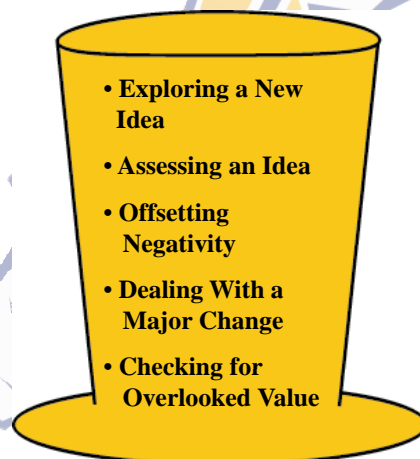 • Exploring a New
Idea
• Assessing an Idea
• Offsetting
Negativity
• Dealing With a
Major Change
• Checking for
Overlooked Value